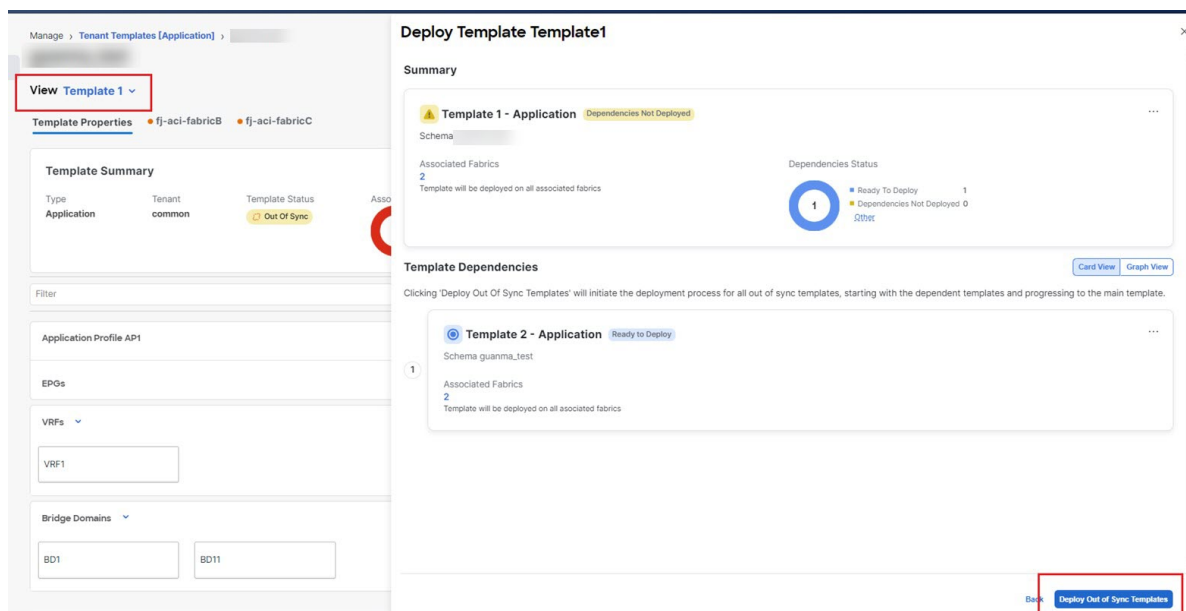 Manage > Tenant Templates [Application] >
View Template 1
Template Properties fj-aci-fabricB fj-aci-fabricC
Template Summary
Type Tenant Template Status Asso
Application common Out Of Sync
Filter
Application Profile AP1
EPGs
VRFs
VRF1
Bridge Domains
BD1 BD11
Deploy Template Template1
Summary
Template 1 - Application Dependencies Not Deployed
Schema
Associated Fabrics
2
Template will be deployed on all associated fabrics
Dependencies Status
1
Ready To Deploy 1
Dependencies Not Deployed 0
Other
Template Dependencies
Card View Graph View
Clicking 'Deploy Out Of Sync Templates' will initiate the deployment process for all out of sync templates, starting with the dependent templates and progressing to the main template.
1
Template 2 - Application Ready to Deploy
Schema guanma_test
Associated Fabrics
2
Template will be deployed on all asociated fabrics
Back Deploy Out of Sync Templates